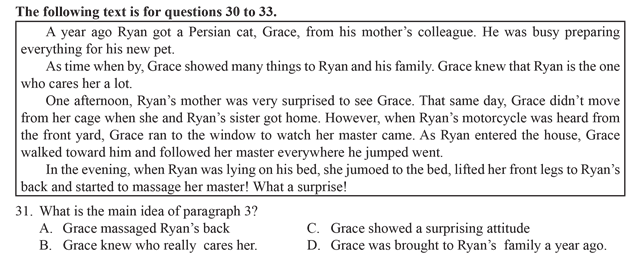 The following text is for questions 30 to 33.
A year ago Ryan got a Persian cat, Grace, from his mother's colleague. He was busy preparing
everything for his new pet.
As time when by, Grace showed many things to Ryan and his family. Grace knew that Ryan is the one
who cares her a lot.
One afternoon, Ryan's mother was very surprised to see Grace. That same day, Grace didn't move
from her cage when she and Ryan's sister got home. However, when Ryan's motorcycle was heard from
the front yard, Grace ran to the window to watch her master came. As Ryan entered the house, Grace
walked toward him and followed her master everywhere he jumped went.
In the evening, when Ryan was lying on his bed, she jumoed to the bed, lifted her front legs to Ryan's
back and started to massage her master! What a surprise!
31. What is the main idea of paragraph 3?
A. Grace massaged Ryan's back
B. Grace knew who really cares her.
C. Grace showed a surprising attitude
D. Grace was brought to Ryan's family a year ago.